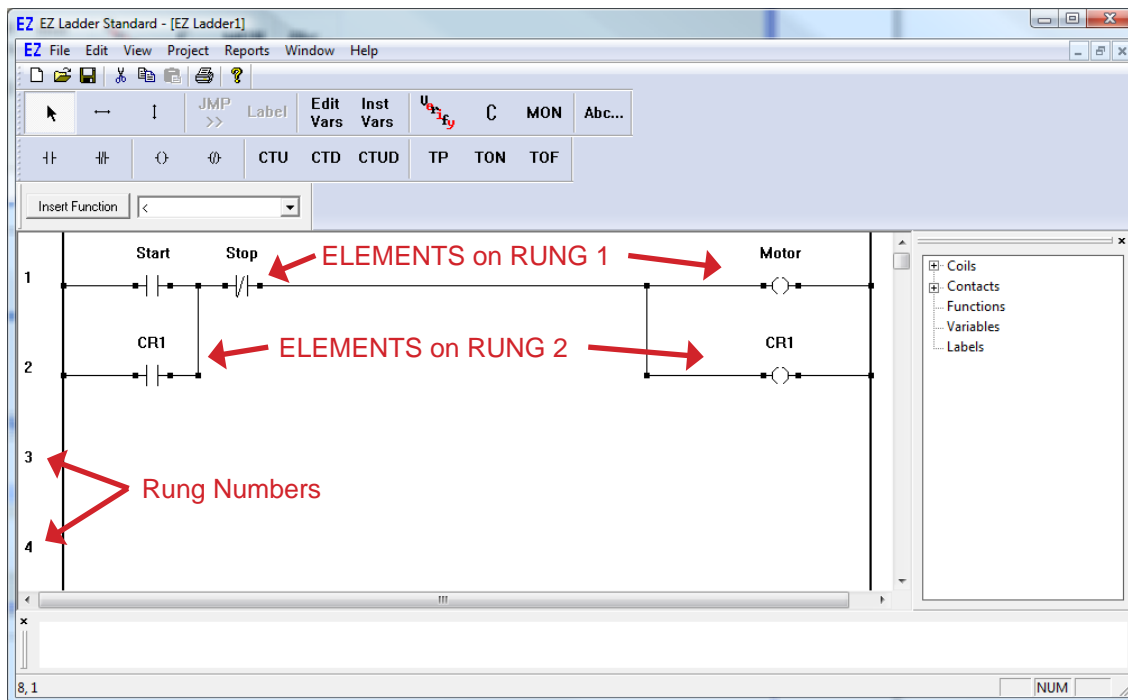 EZ EZ Ladder Standard - [EZ Ladder1]
EZ File Edit View Project Reports Window Help
JMP >> Label Edit Vars Inst Vars Verify C MON Abc...
CTU CTD CTUD TP TON TOF
Insert Function <
Start Stop ELEMENTS on RUNG 1 Motor
1
CR1 ELEMENTS on RUNG 2 CR1
2
3
Rung Numbers
4
Coils
Contacts
Functions
Variables
Labels
8, 1 NUM